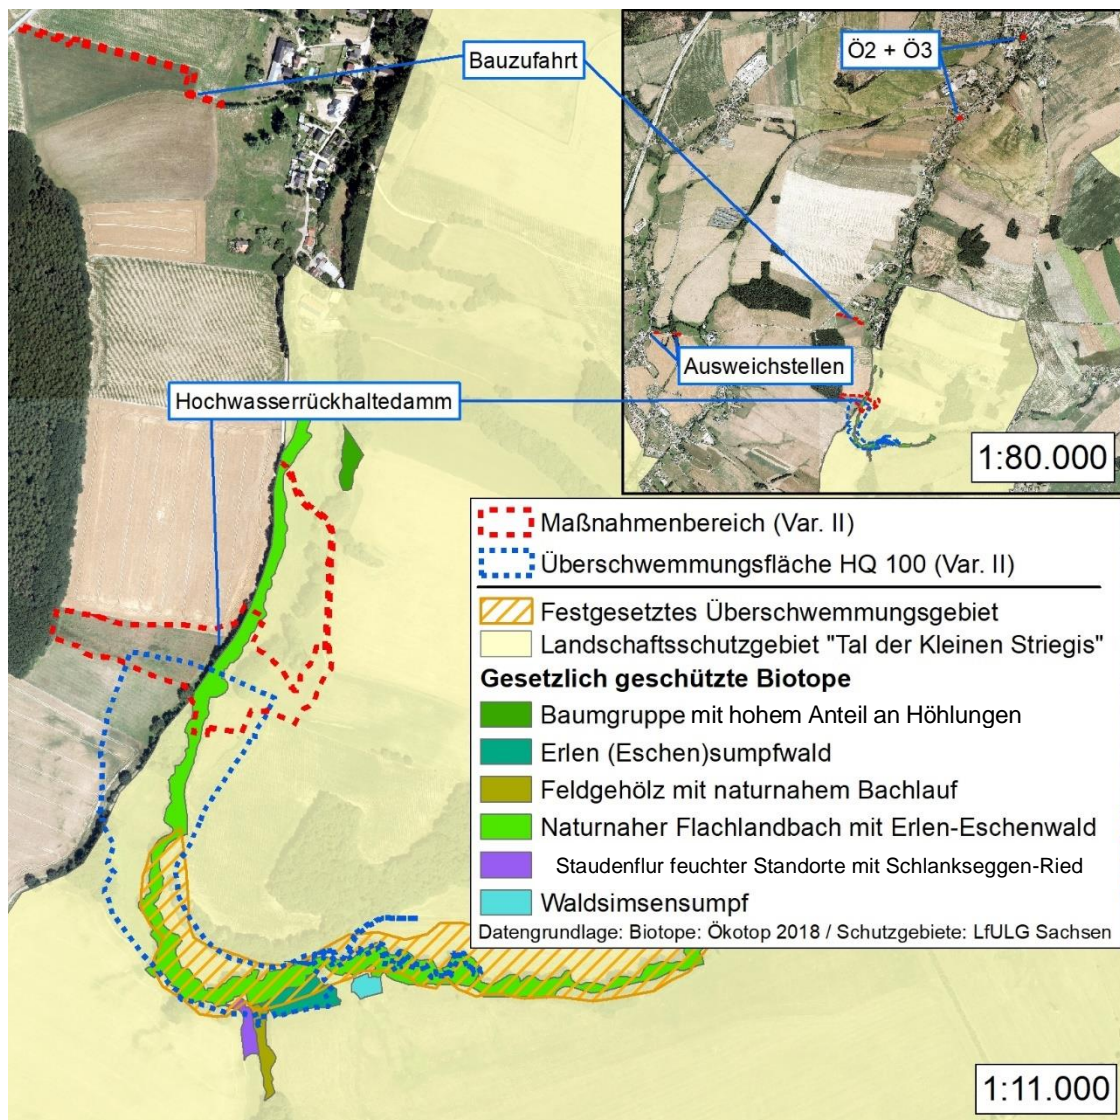 Bauzufahrt
Ö2 + Ö3
Ausweichstellen
Hochwasserrückhaltedamm
1:80.000
Maßnahmenbereich (Var. II)
Überschwemmungsfläche HQ 100 (Var. II)
Festgesetztes Überschwemmungsgebiet
Landschaftsschutzgebiet "Tal der Kleinen Striegis"
Gesetzlich geschützte Biotope
Baumgruppe mit hohem Anteil an Höhlungen
Erlen (Eschen)sumpfwald
Feldgehölz mit naturnahem Bachlauf
Naturnaher Flachlandbach mit Erlen-Eschenwald
Staudenflur feuchter Standorte mit Schlankseggen-Ried
Waldsimsensumpf
Datengrundlage: Biotope: Ökotop 2018 / Schutzgebiete: LfULG Sachsen
1:11.000